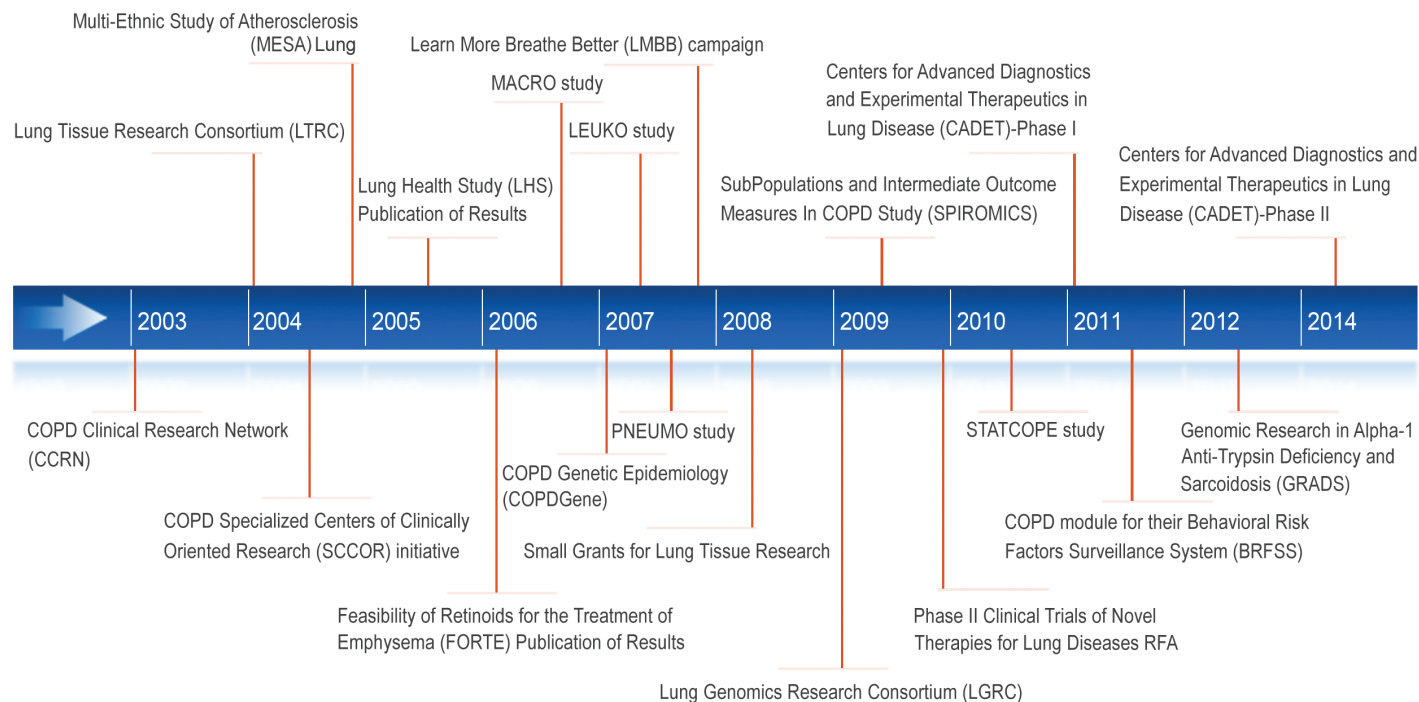 Multi-Ethnic Study of Atherosclerosis
(MESA) Lung
Learn More Breathe Better (LMBB) campaign
MACRO study
Centers for Advanced Diagnostics
and Experimental Therapeutics in
Lung Disease (CADET)-Phase I
Lung Tissue Research Consortium (LTRC)
LEUKO study
Centers for Advanced Diagnostics and
Experimental Therapeutics in Lung
Disease (CADET)-Phase II
Lung Health Study (LHS)
Publication of Results
SubPopulations and Intermediate Outcome
Measures In COPD Study (SPIROMICS)
2003 2004 2005 2006 2007 2008 2009 2010 2011 2012 2014
COPD Clinical Research Network
(CCRN)
PNEUMO study
STATCOPE study
Genomic Research in Alpha-1
Anti-Trypsin Deficiency and
Sarcoidosis (GRADS)
COPD Genetic Epidemiology
(COPDGene)
COPD Specialized Centers of Clinically
Oriented Research (SCCOR) initiative
Small Grants for Lung Tissue Research
COPD module for their Behavioral Risk
Factors Surveillance System (BRFSS)
Feasibility of Retinoids for the Treatment of
Emphysema (FORTE) Publication of Results
Phase II Clinical Trials of Novel
Therapies for Lung Diseases RFA
Lung Genomics Research Consortium (LGRC)